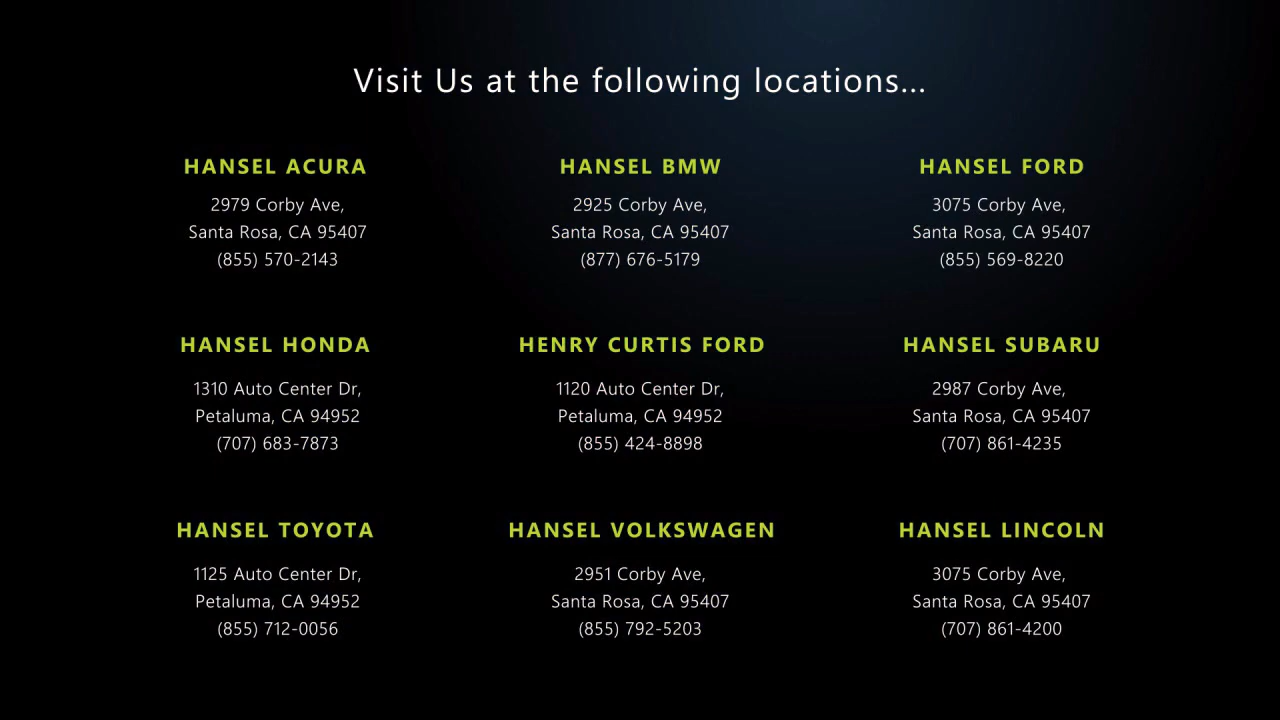 Visit Us at the following locations...
HANSEL ACURA
2979 Corby Ave,
Santa Rosa, CA 95407
(855) 570-2143
HANSEL BMW
2925 Corby Ave,
Santa Rosa, CA 95407
(877) 676-5179
HANSEL FORD
3075 Corby Ave,
Santa Rosa, CA 95407
(855) 569-8220
HANSEL HONDA
1310 Auto Center Dr,
Petaluma, CA 94952
(707) 683-7873
HENRY CURTIS FORD
1120 Auto Center Dr,
Petaluma, CA 94952
(855) 424-8898
HANSEL SUBARU
2987 Corby Ave,
Santa Rosa, CA 95407
(707) 861-4235
HANSEL TOYOTA
1125 Auto Center Dr,
Petaluma, CA 94952
(855) 712-0056
HANSEL VOLKSWAGEN
2951 Corby Ave,
Santa Rosa, CA 95407
(855) 792-5203
HANSEL LINCOLN
3075 Corby Ave,
Santa Rosa, CA 95407
(707) 861-4200